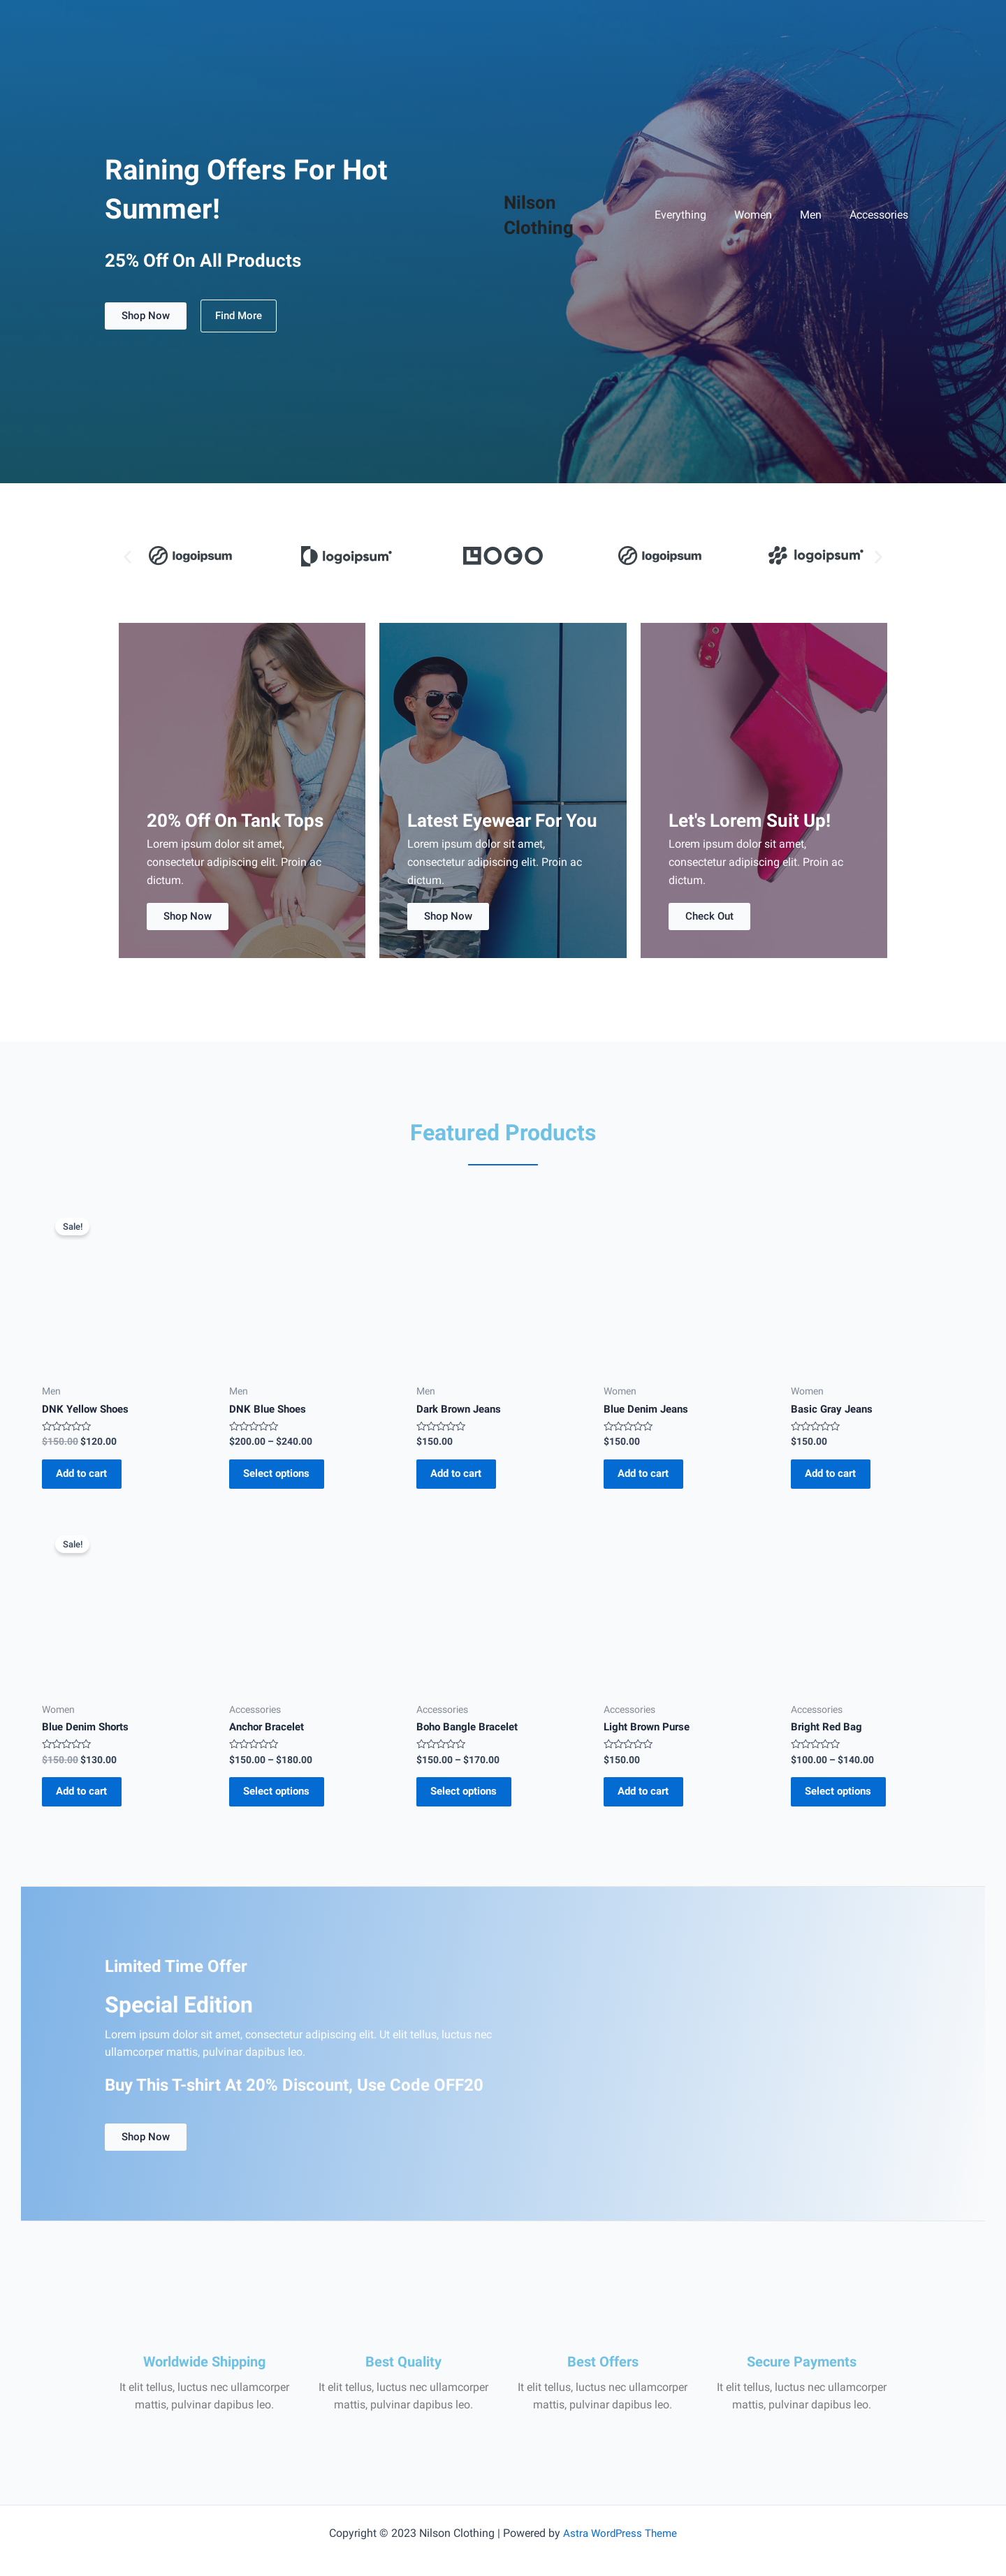 Raining Offers For Hot
Summer!
25% Off On All Products
Shop Now
Find More
Nilson
Clothing
Everything
Women
Men
Accessories
logoipsum
logoipsum
LOGO
logoipsum
logoipsum
20% Off On Tank Tops
Lorem ipsum dolor sit amet,
consectetur adipiscing elit. Proin ac
dictum.
Shop Now
Latest Eyewear For You
Lorem ipsum dolor sit amet,
consectetur adipiscing elit. Proin ac
dictum.
Shop Now
Let's Lorem Suit Up!
Lorem ipsum dolor sit amet,
consectetur adipiscing elit. Proin ac
dictum.
Check Out
Featured Products
Sale!
Men
DNK Yellow Shoes
$150.00 $120.00
Add to cart
Men
DNK Blue Shoes
$200.00 – $240.00
Select options
Men
Dark Brown Jeans
$150.00
Add to cart
Women
Blue Denim Jeans
$150.00
Add to cart
Women
Basic Gray Jeans
$150.00
Add to cart
Sale!
Women
Blue Denim Shorts
$150.00 $130.00
Add to cart
Accessories
Anchor Bracelet
$150.00 – $180.00
Select options
Accessories
Boho Bangle Bracelet
$150.00 – $170.00
Select options
Accessories
Light Brown Purse
$150.00
Add to cart
Accessories
Bright Red Bag
$100.00 – $140.00
Select options
Limited Time Offer
Special Edition
Lorem ipsum dolor sit amet, consectetur adipiscing elit. Ut elit tellus, luctus nec
ullamcorper mattis, pulvinar dapibus leo.
Buy This T-shirt At 20% Discount, Use Code OFF20
Shop Now
Worldwide Shipping
It elit tellus, luctus nec ullamcorper
mattis, pulvinar dapibus leo.
Best Quality
It elit tellus, luctus nec ullamcorper
mattis, pulvinar dapibus leo.
Best Offers
It elit tellus, luctus nec ullamcorper
mattis, pulvinar dapibus leo.
Secure Payments
It elit tellus, luctus nec ullamcorper
mattis, pulvinar dapibus leo.
Copyright © 2023 Nilson Clothing | Powered by Astra WordPress Theme